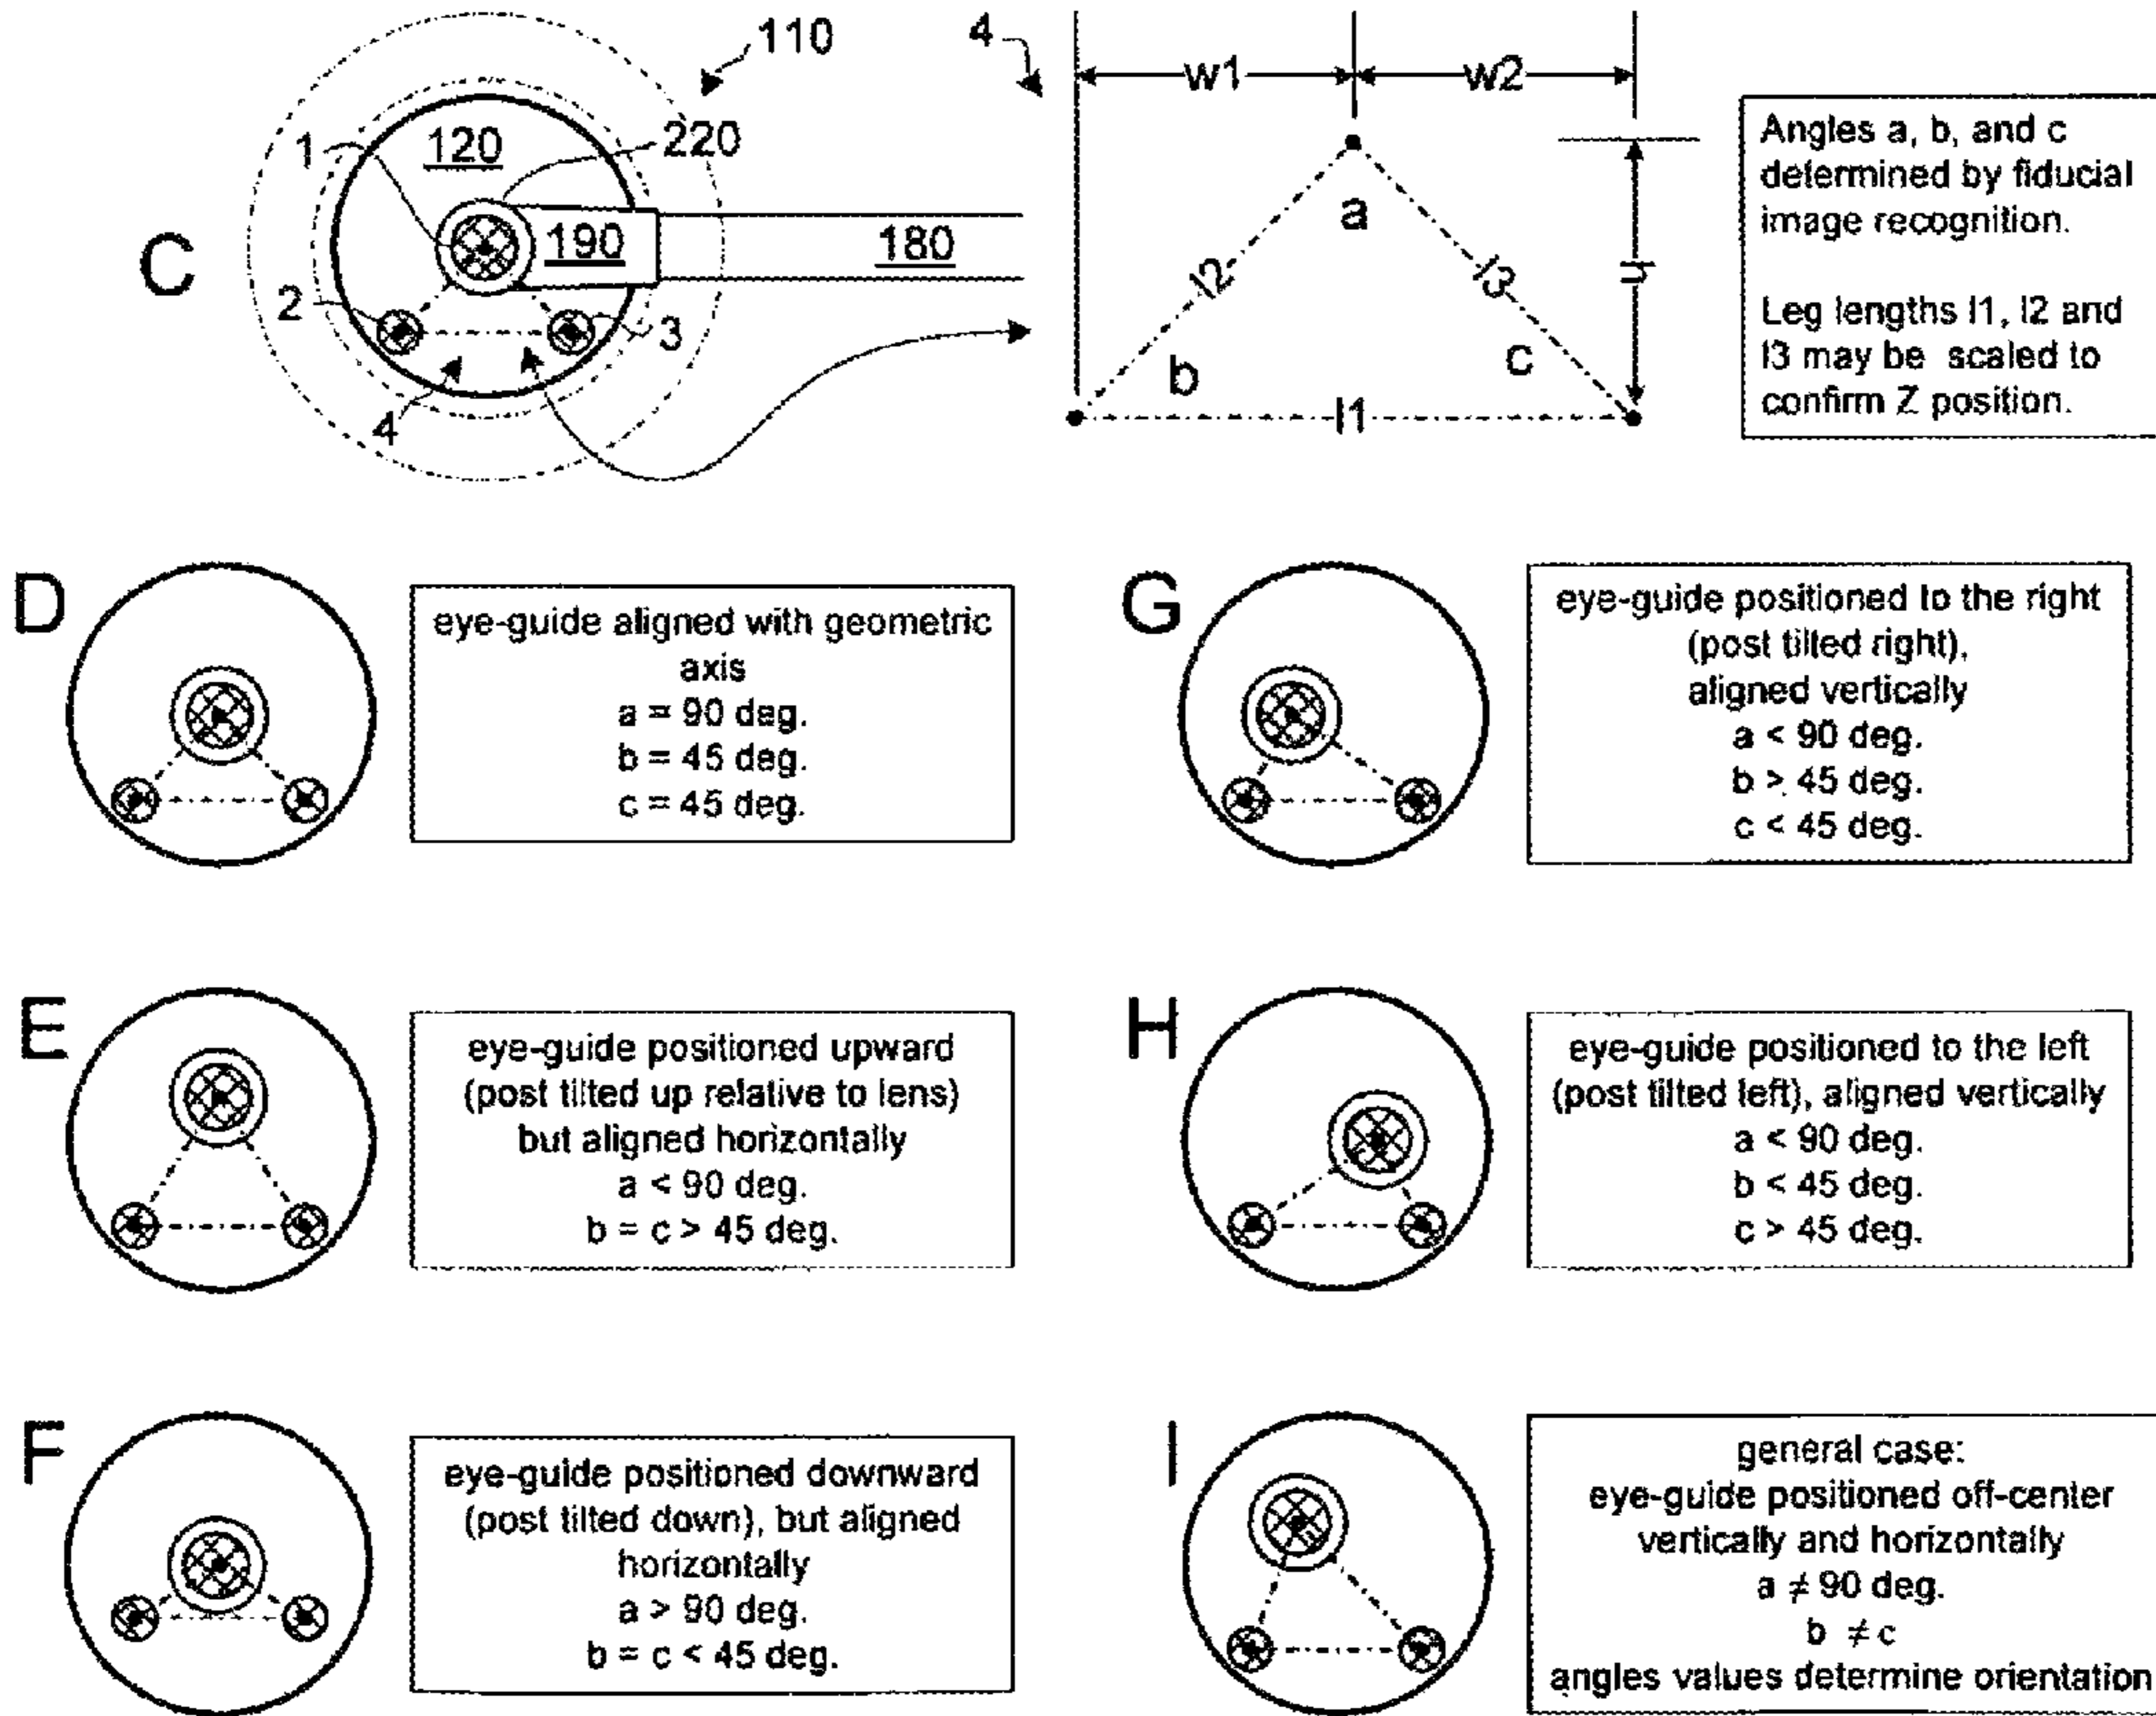 C
1
2
3
4
110
120
220
190
180
4
w1
w2
h
a
b
c
l2
l3
l1
Angles a, b, and c
determined by fiducial
image recognition.
Leg lengths l1, l2 and
l3 may be scaled to
confirm Z position.
D
eye-guide aligned with geometric
axis
a = 90 deg.
b = 45 deg.
c = 45 deg.
G
eye-guide positioned to the right
(post tilted right),
aligned vertically
a < 90 deg.
b > 45 deg.
c < 45 deg.
E
eye-guide positioned upward
(post tilted up relative to lens)
but aligned horizontally
a < 90 deg.
b = c > 45 deg.
H
eye-guide positioned to the left
(post tilted left), aligned vertically
a < 90 deg.
b < 45 deg.
c > 45 deg.
F
eye-guide positioned downward
(post tilted down), but aligned
horizontally
a > 90 deg.
b = c < 45 deg.
I
general case:
eye-guide positioned off-center
vertically and horizontally
a ≠ 90 deg.
b ≠ c
angles values determine orientation